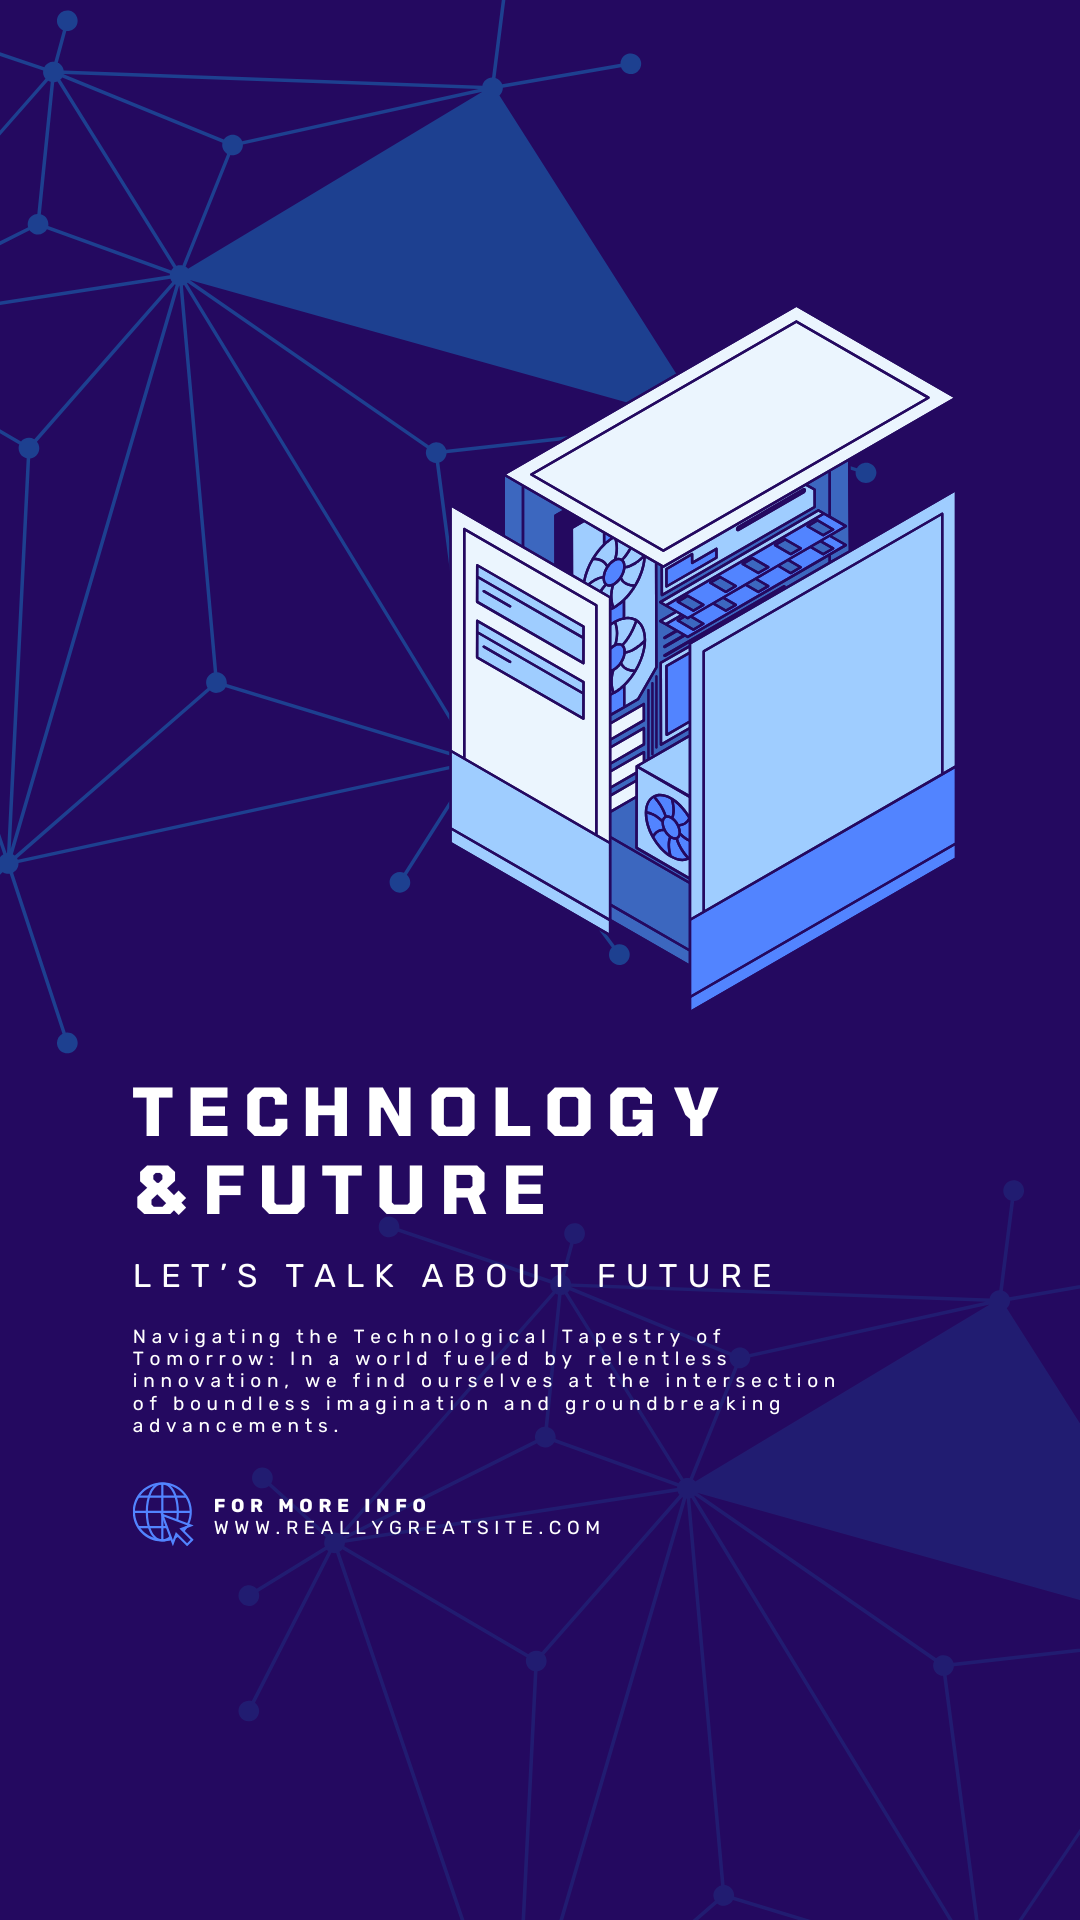 TECHNOLOGY
&FUTURE
LET'S TALK ABOUT FUTURE
Navigating the Technological Tapestry of
Tomorrow: In a world fueled by relentless
innovation, we find ourselves at the intersection
of boundless imagination and groundbreaking
advancements.
FOR MORE INFO
WWW.REALLYGREATSITE.COM